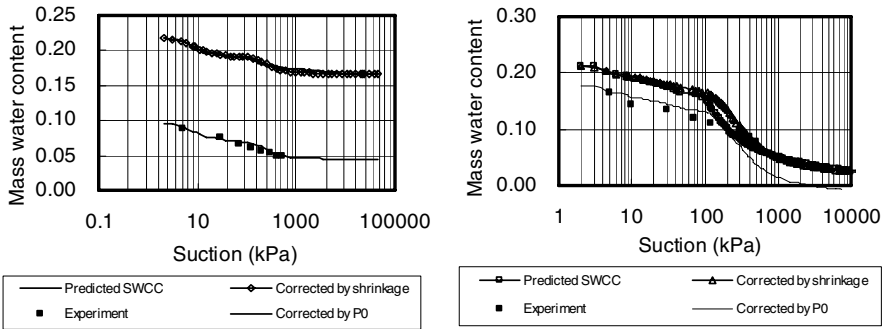 Mass water content
0.25
0.20
0.15
0.10
0.05
0.00
0.1
10
1000
100000
Suction (kPa)
Predicted SWCC
Corrected by shrinkage
Experiment
Corrected by P0
Mass water content
0.30
0.20
0.10
0.00
1
10
100
1000
10000
Suction (kPa)
Predicted SWCC
Corrected by shrinkage
Experiment
Corrected by P0